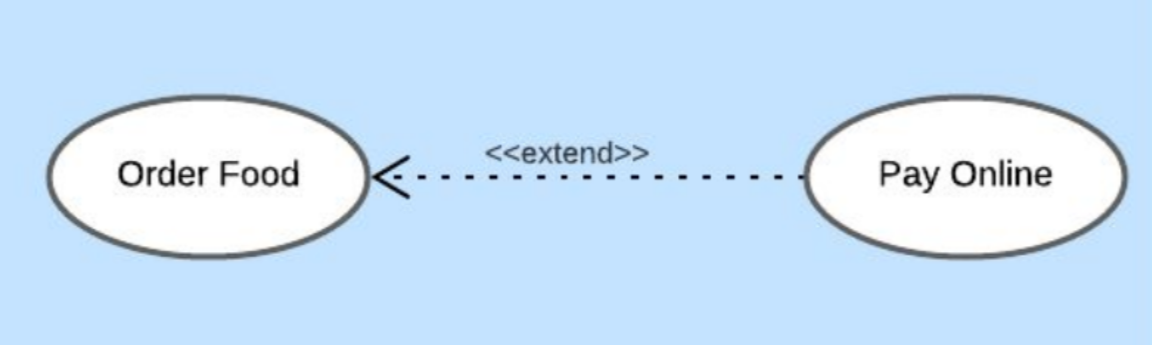 <<extend>>
Order Food
Pay Online